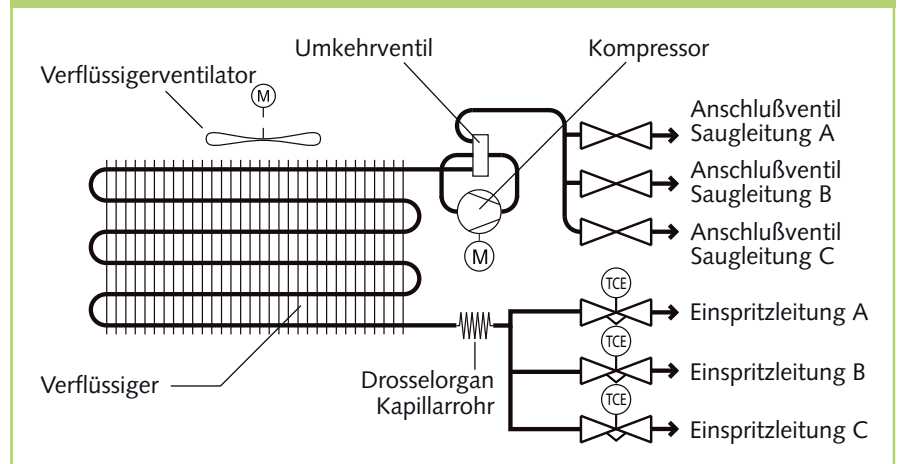 Umkehrventil
Kompressor
Verflüssigerventilator
M
Anschlußventil
Saugleitung A
Anschlußventil
Saugleitung B
Anschlußventil
Saugleitung C
M
TCE
Einspritzleitung A
TCE
Einspritzleitung B
TCE
Einspritzleitung C
Verflüssiger
Drosselorgan
Kapillarrohr